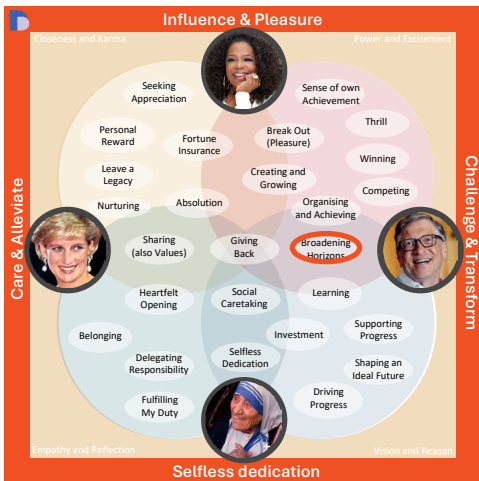 Influence & Pleasure
Closeness and Karma
Power and Excitement
Seeking
Appreciation
Sense of own
Achievement
Personal
Reward
Fortune
Insurance
Break Out
(Pleasure)
Thrill
Winning
Leave a
Legacy
Creating and
Growing
Competing
Nurturing
Absolution
Organising
and Achieving
Care & Alleviate
Challenge & Transform
Sharing
(also Values)
Giving
Back
Broadening
Horizons
Heartfelt
Opening
Social
Caretaking
Learning
Belonging
Investment
Supporting
Progress
Delegating
Responsibility
Selfless
Dedication
Shaping an
Ideal Future
Fulfilling
My Duty
Driving
Progress
Empathy and Reflection
Vision and Reason
Selfless dedication